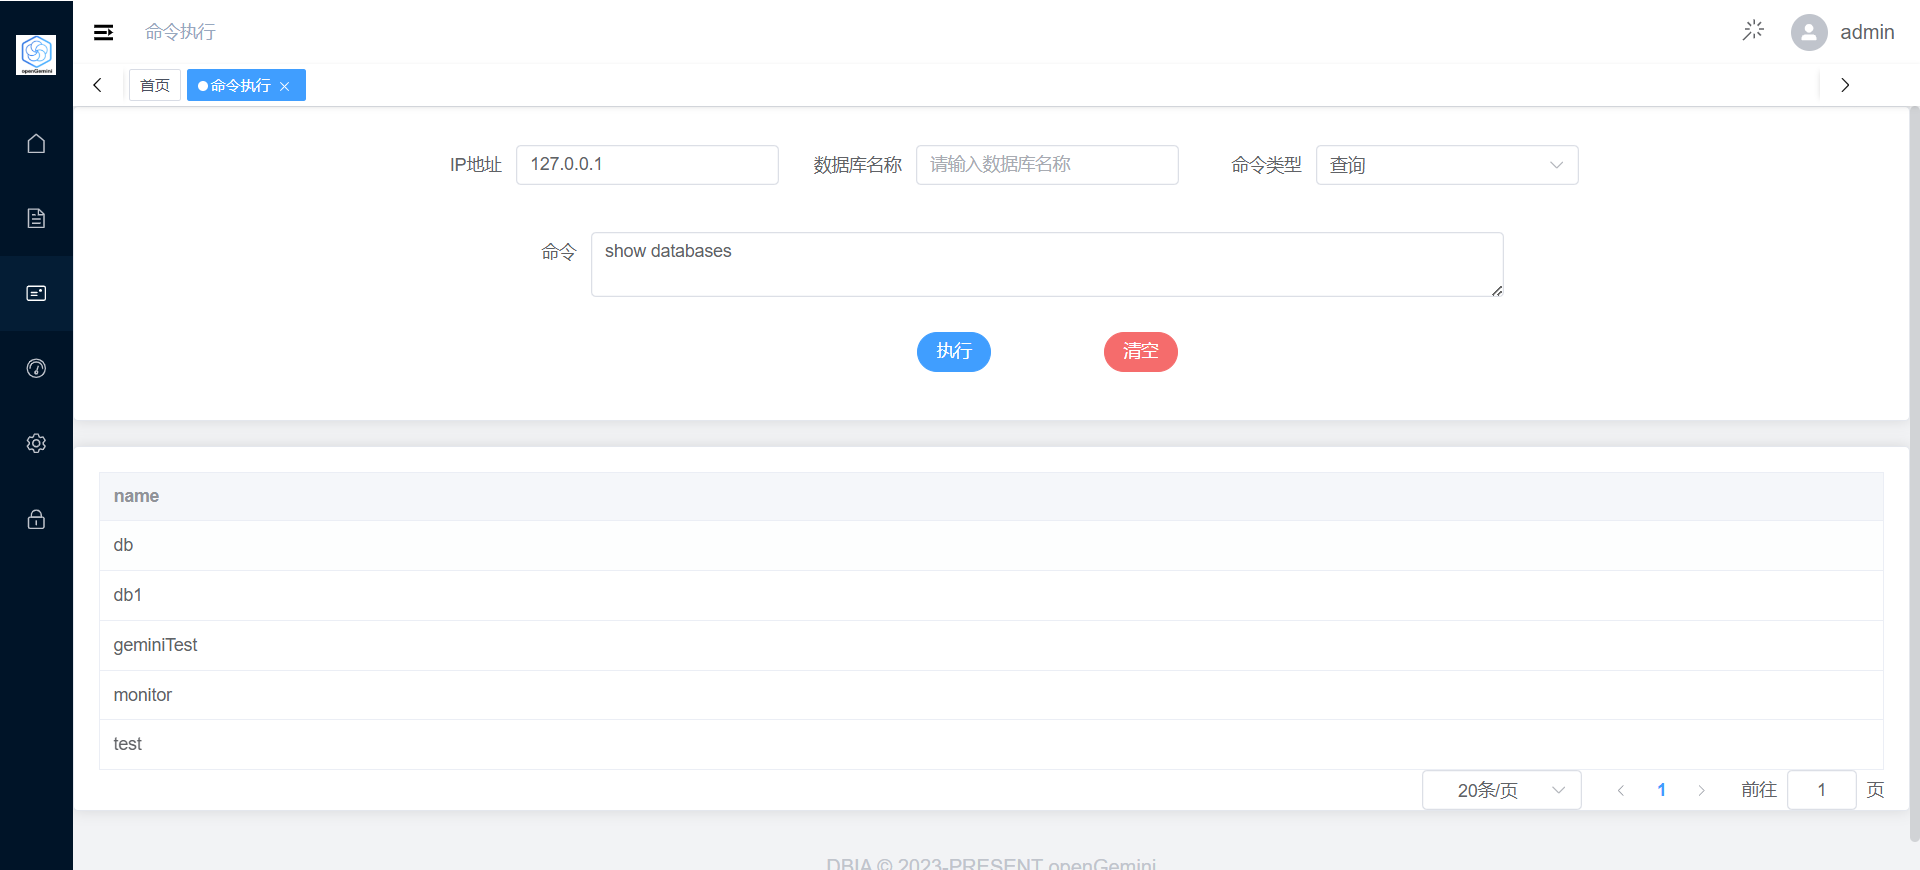 openGemini
命令执行
admin
首页
命令执行
IP地址 127.0.0.1 数据库名称 请输入数据库名称 命令类型 查询
命令 show databases
执行 清空
name
db
db1
geminiTest
monitor
test
20条/页 1 前往 1 页
DBIA © 2023-PRESENT openGemini